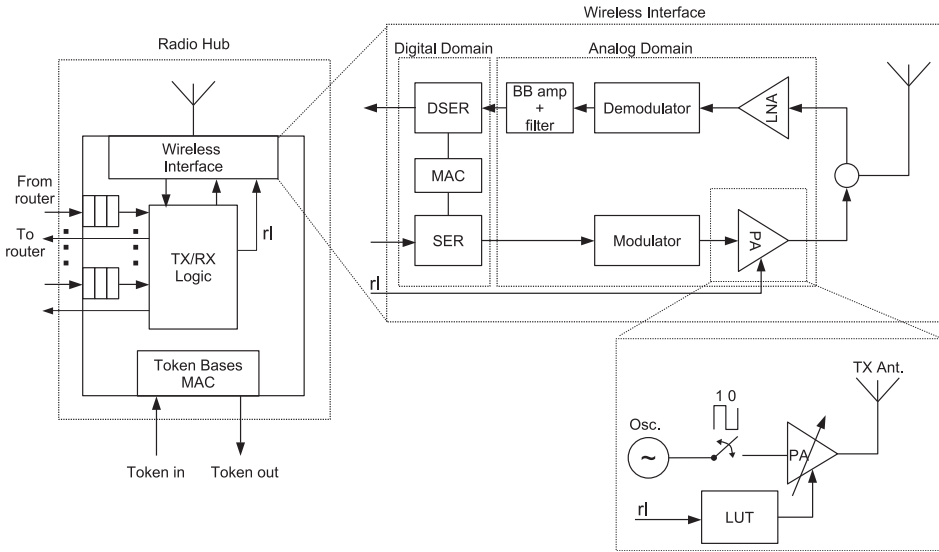 Wireless Interface
Radio Hub
Digital Domain
Analog Domain
DSER
BB amp
+
filter
Demodulator
LNA
Wireless
Interface
MAC
From
router
To
router
TX/RX
Logic
rl
SER
Modulator
PA
rl
Token Bases
MAC
Token in
Token out
TX Ant.
1 0
Osc.
~
PA
rl
LUT